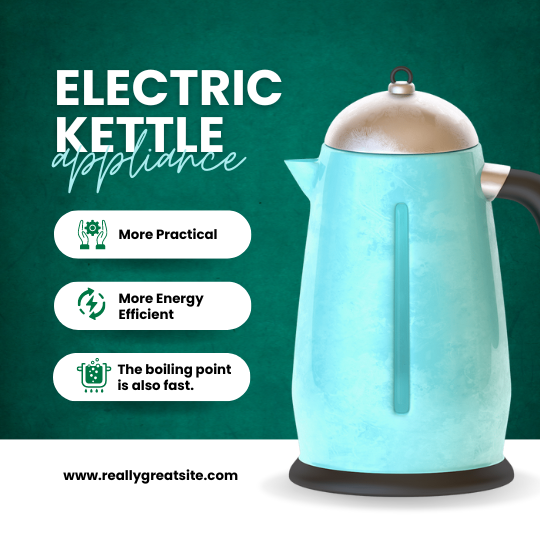 ELECTRIC
KETTLE
appliance
More Practical
More Energy
Efficient
The boiling point
is also fast.
www.reallygreatsite.com